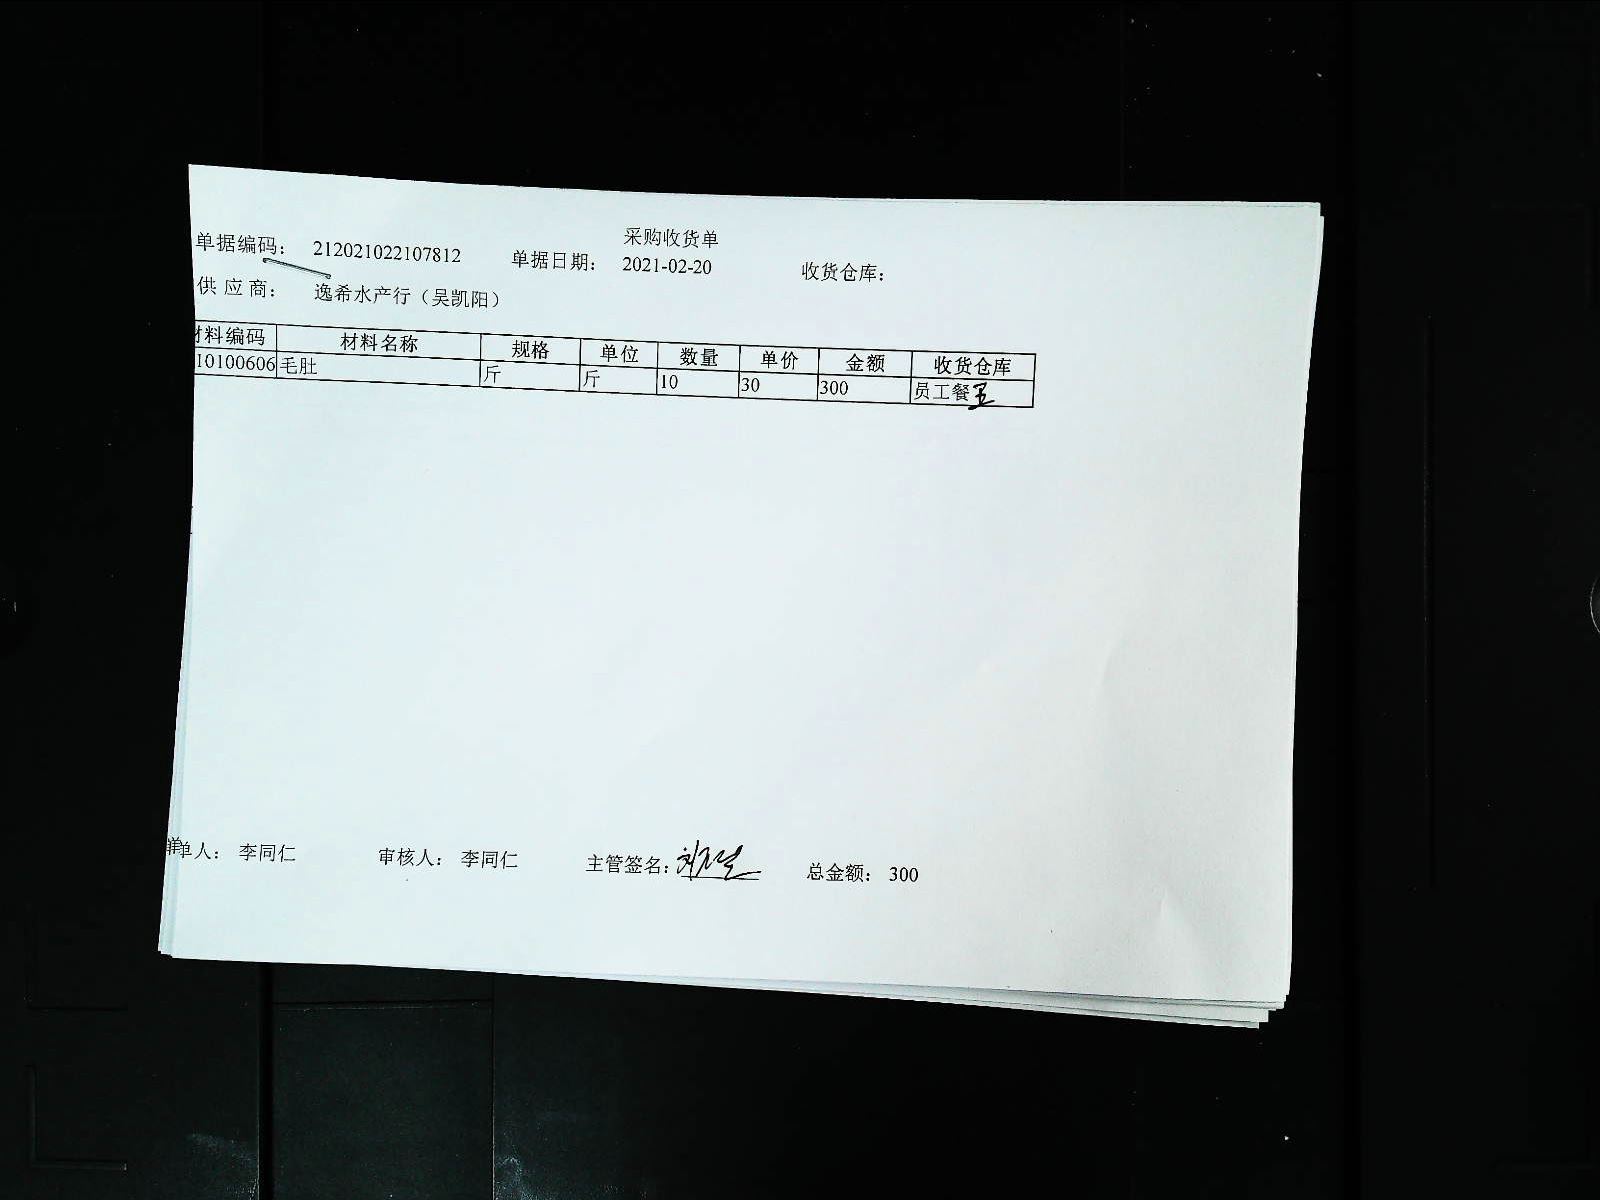 采购收货单
单据编码： 212021022107812 单据日期： 2021-02-20 收货仓库：
供 应 商： 逸希水产行（吴凯阳）
材料编码 材料名称 规格 单位 数量 单价 金额 收货仓库
10100606 毛肚 斤 斤 10 30 300 员工餐
单人： 李同仁 审核人： 李同仁 主管签名： 总金额： 300